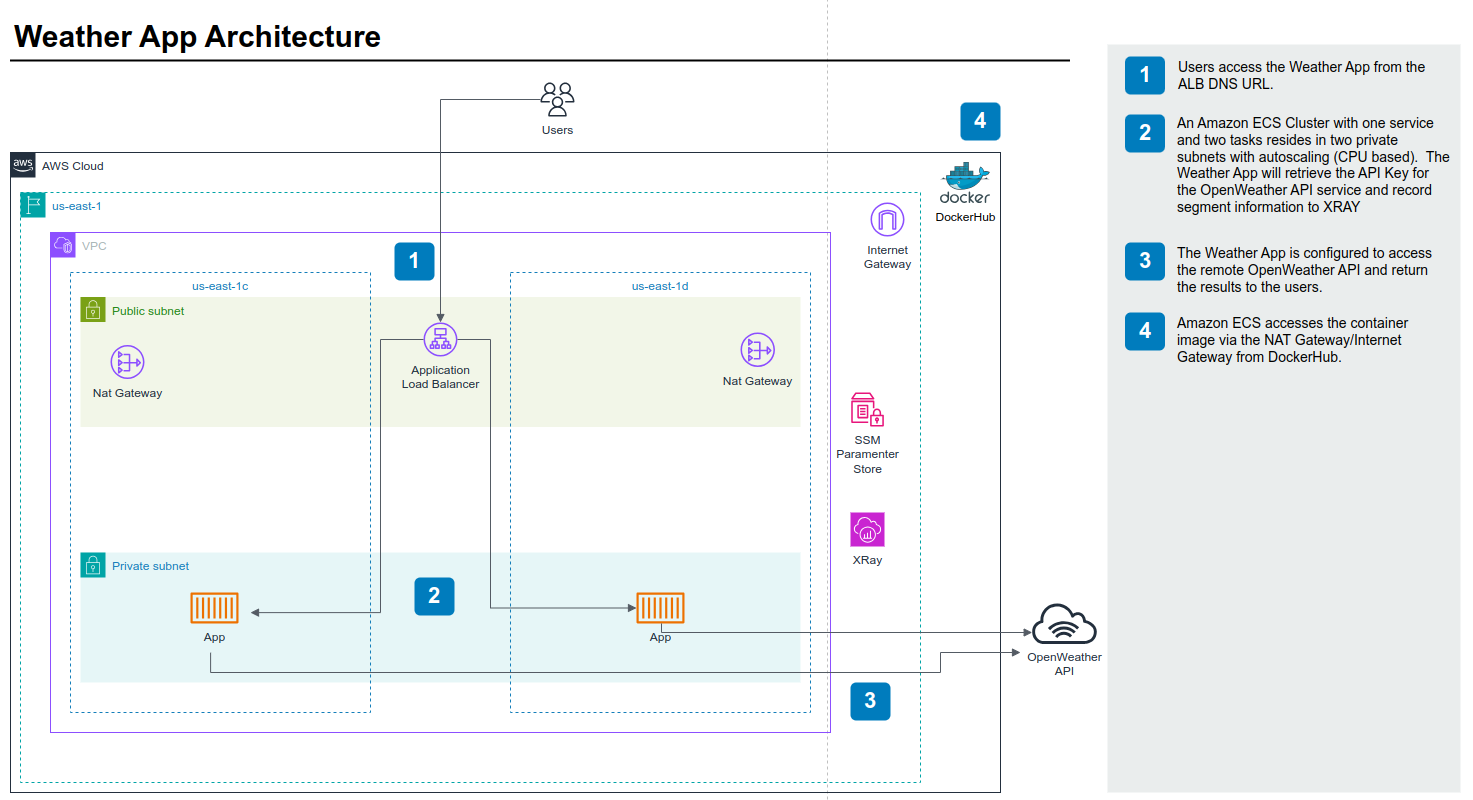 Weather App Architecture
Users
4
aws
AWS Cloud
docker
DockerHub
us-east-1
Internet
Gateway
VPC
1
us-east-1c
us-east-1d
Public subnet
Nat Gateway
Application
Load Balancer
Nat Gateway
SSM
Paramenter
Store
XRay
Private subnet
2
App
App
OpenWeather
API
3
1
Users access the Weather App from the
ALB DNS URL.
2
An Amazon ECS Cluster with one service
and two tasks resides in two private
subnets with autoscaling (CPU based).  The
Weather App will retrieve the API Key for
the OpenWeather API service and record
segment information to XRAY
3
The Weather App is configured to access
the remote OpenWeather API and return
the results to the users.
4
Amazon ECS accesses the container
image via the NAT Gateway/Internet
Gateway from DockerHub.